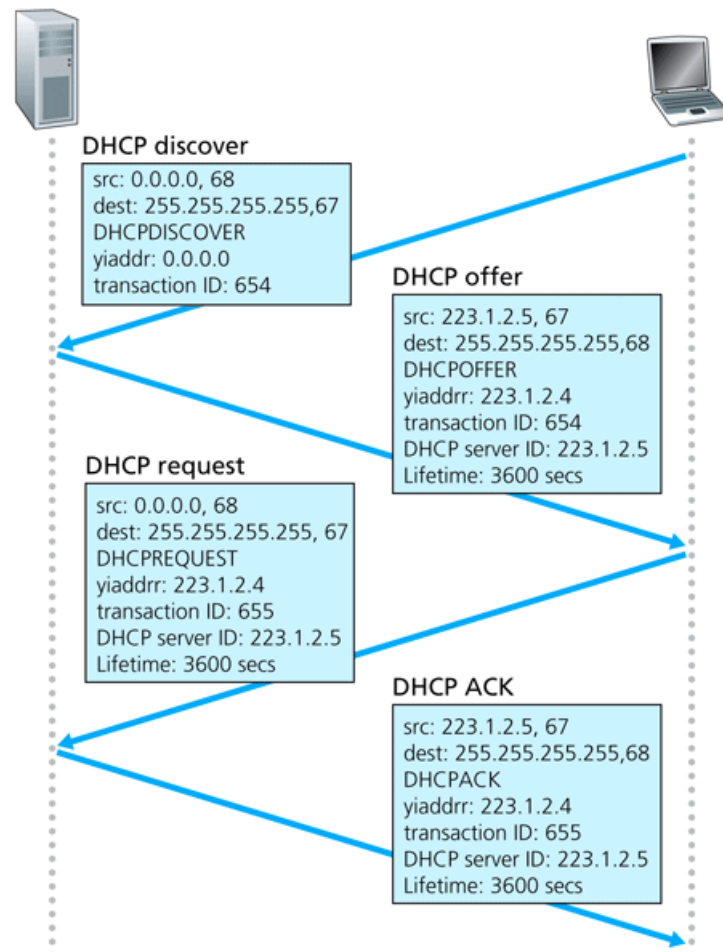 DHCP discover
src: 0.0.0.0, 68
dest: 255.255.255.255,67
DHCPDISCOVER
yiaddr: 0.0.0.0
transaction ID: 654
DHCP offer
src: 223.1.2.5, 67
dest: 255.255.255.255,68
DHCPOFFER
yiaddrr: 223.1.2.4
transaction ID: 654
DHCP server ID: 223.1.2.5
Lifetime: 3600 secs
DHCP request
src: 0.0.0.0, 68
dest: 255.255.255.255, 67
DHCPREQUEST
yiaddrr: 223.1.2.4
transaction ID: 655
DHCP server ID: 223.1.2.5
Lifetime: 3600 secs
DHCP ACK
src: 223.1.2.5, 67
dest: 255.255.255.255,68
DHCPACK
yiaddrr: 223.1.2.4
transaction ID: 655
DHCP server ID: 223.1.2.5
Lifetime: 3600 secs